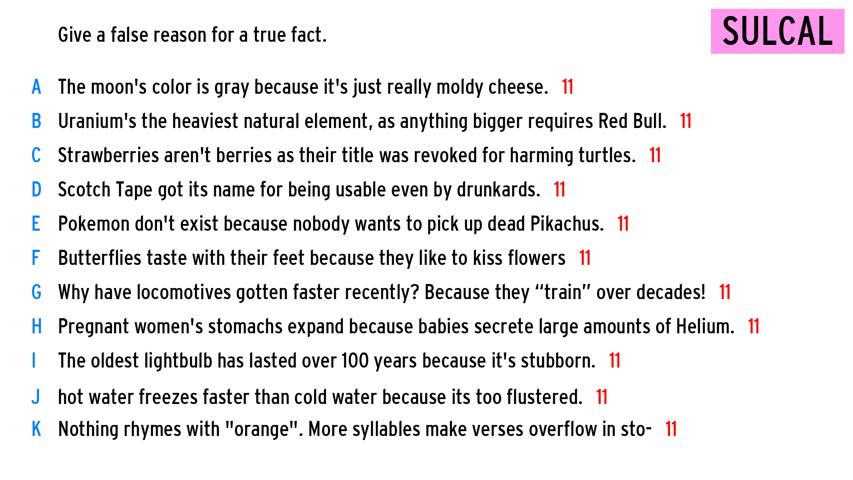 Give a false reason for a true fact.
SULCAL
A The moon's color is gray because it's just really moldy cheese. 11
B Uranium's the heaviest natural element, as anything bigger requires Red Bull. 11
C Strawberries aren't berries as their title was revoked for harming turtles. 11
D Scotch Tape got its name for being usable even by drunkards. 11
E Pokemon don't exist because nobody wants to pick up dead Pikachus. 11
F Butterflies taste with their feet because they like to kiss flowers 11
G Why have locomotives gotten faster recently? Because they “train” over decades! 11
H Pregnant women's stomachs expand because babies secrete large amounts of Helium. 11
I The oldest lightbulb has lasted over 100 years because it's stubborn. 11
J hot water freezes faster than cold water because its too flustered. 11
K Nothing rhymes with "orange". More syllables make verses overflow in sto- 11